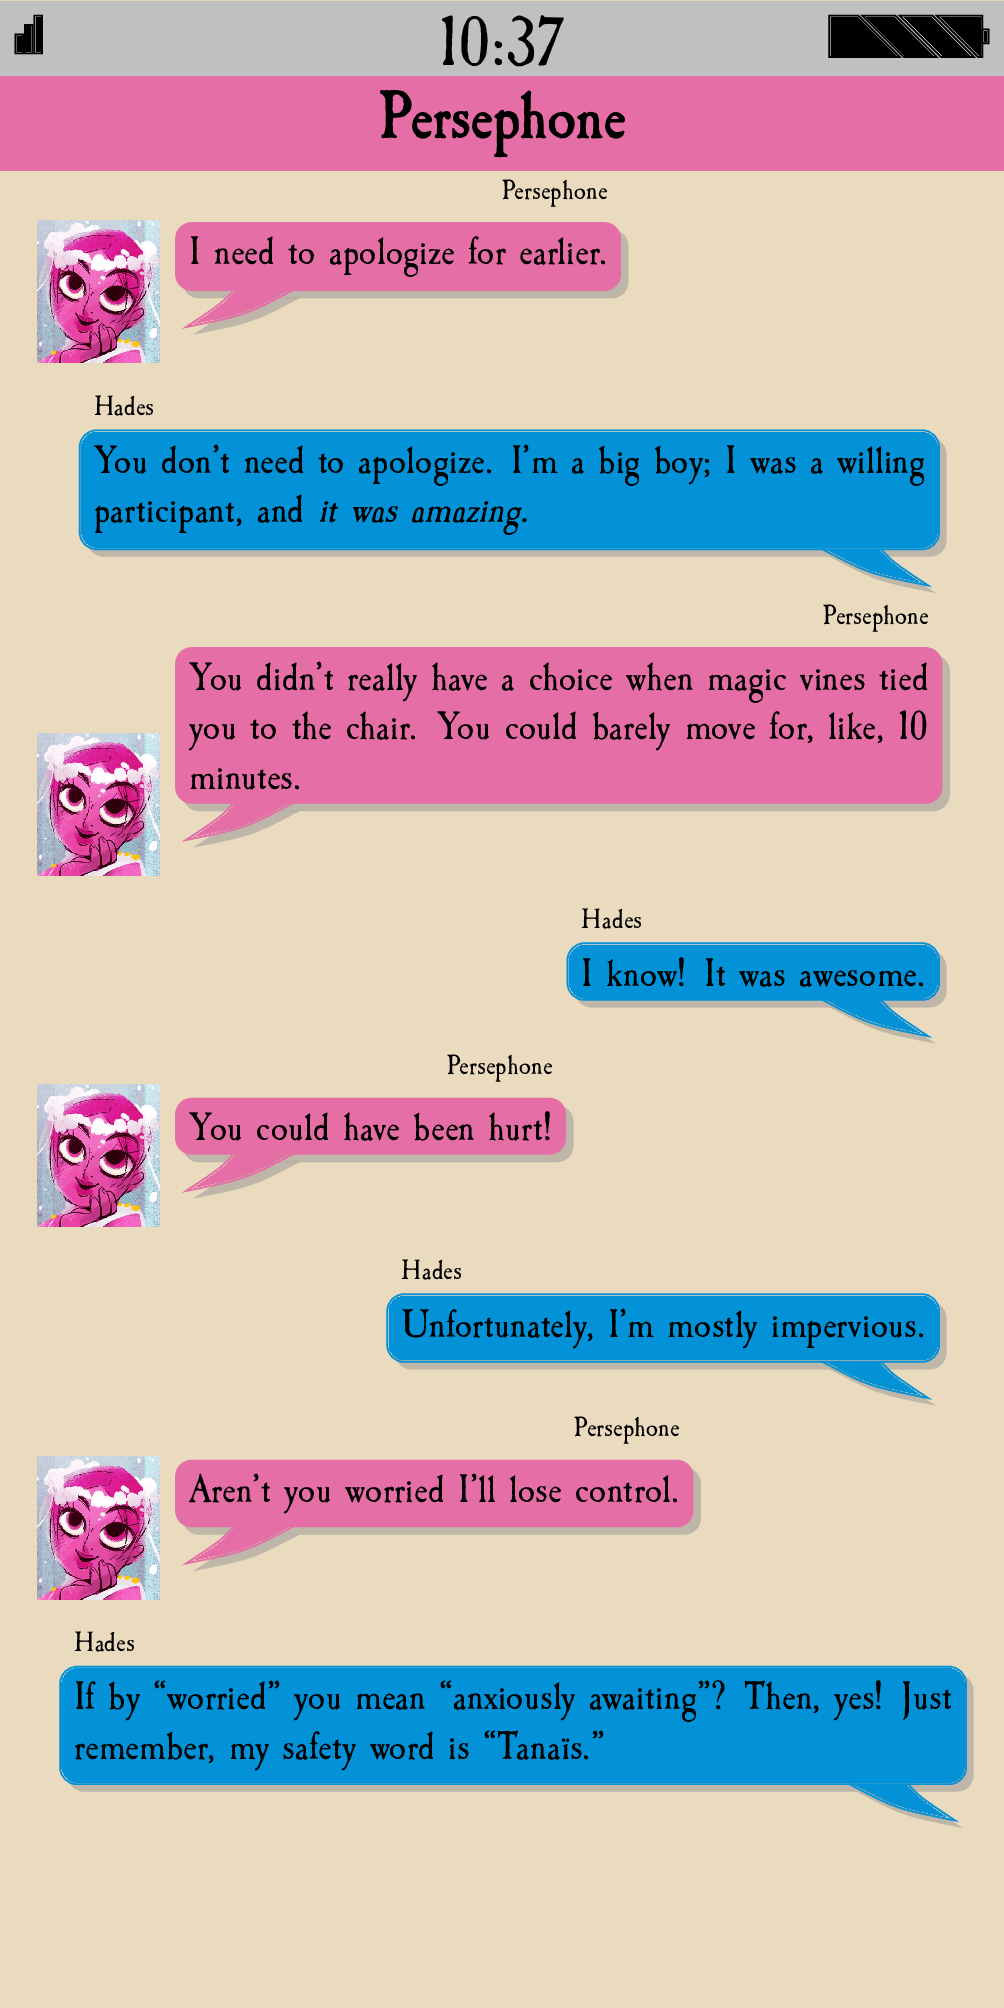 10:37
Persephone
Persephone
I need to apologize for earlier.
Hades
You don't need to apologize. I'm a big boy; I was a willing
participant, and it was amazing.
Persephone
You didn't really have a choice when magic vines tied
you to the chair. You could barely move for, like, 10
minutes.
Hades
I know! It was awesome.
Persephone
You could have been hurt!
Hades
Unfortunately, I'm mostly impervious.
Persephone
Aren't you worried I'll lose control.
Hades
If by “worried” you mean “anxiously awaiting”? Then, yes! Just
remember, my safety word is “Tanaïs.”